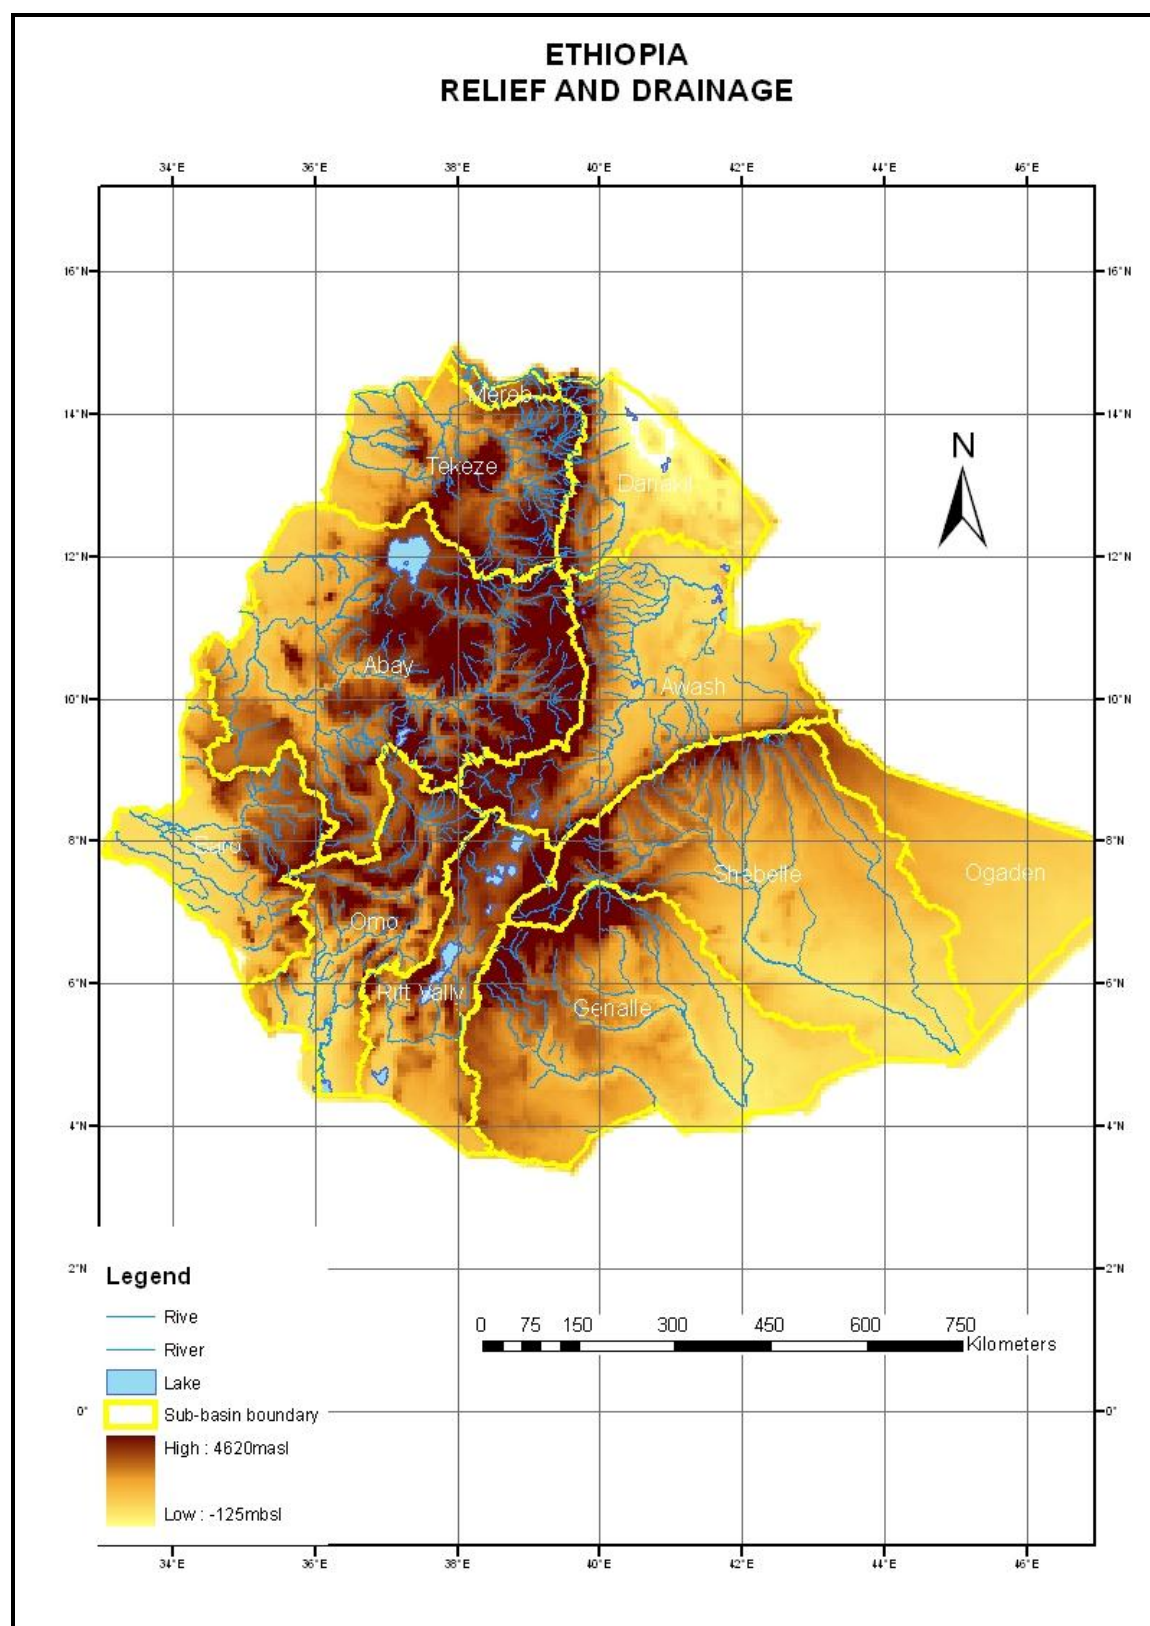 ETHIOPIA
RELIEF AND DRAINAGE
34°E 36°E 38°E 40°E 42°E 44°E 46°E
16°N 16°N
Mereb
14°N 14°N
N
Tekeze
Danakil
12°N 12°N
Abay
Awash
10°N 10°N
8°N 8°N
Shebelle
Ogaden
Omo
6°N 6°N
Rift Vally
Genalle
4°N 4°N
2°N 2°N
Legend
Rive
River
Lake
Sub-basin boundary
High : 4620masl
Low : -125mbsl
0 75 150 300 450 600 750
Kilometers
0° 0°
34°E 36°E 38°E 40°E 42°E 44°E 46°E